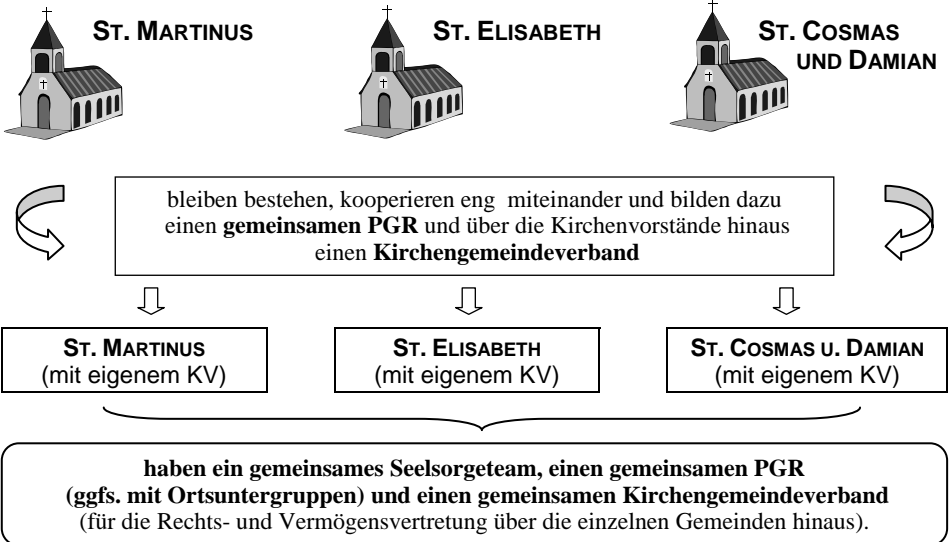 ST. MARTINUS
ST. ELISABETH
ST. COSMAS
UND DAMIAN
bleiben bestehen, kooperieren eng miteinander und bilden dazu
einen gemeinsamen PGR und über die Kirchenvorstände hinaus
einen Kirchengemeindeverband
ST. MARTINUS
(mit eigenem KV)
ST. ELISABETH
(mit eigenem KV)
ST. COSMAS U. DAMIAN
(mit eigenem KV)
haben ein gemeinsames Seelsorgeteam, einen gemeinsamen PGR
(ggfs. mit Ortsuntergruppen) und einen gemeinsamen Kirchengemeindeverband
(für die Rechts- und Vermögensvertretung über die einzelnen Gemeinden hinaus).